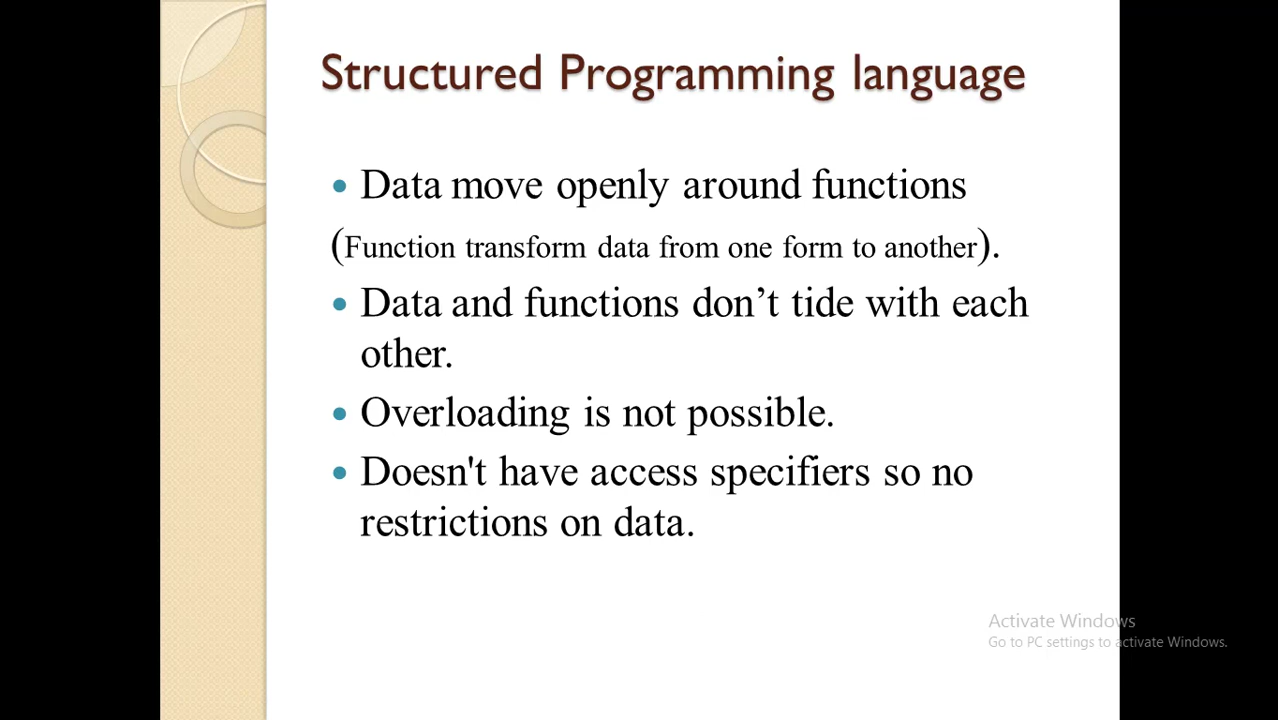 Structured Programming language
• Data move openly around functions
(Function transform data from one form to another).
• Data and functions don’t tide with each
other.
• Overloading is not possible.
• Doesn't have access specifiers so no
restrictions on data.
Activate Windows
Go to PC settings to activate Windows.